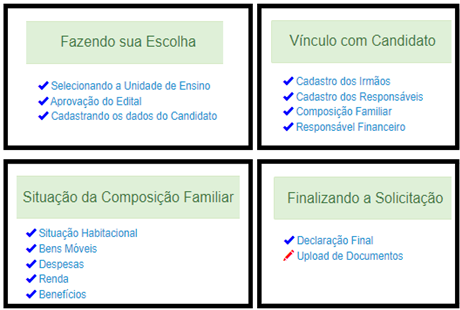 Fazendo sua Escolha
Selecionando a Unidade de Ensino
Aprovação do Edital
Cadastrando os dados do Candidato
Vínculo com Candidato
Cadastro dos Irmãos
Cadastro dos Responsáveis
Composição Familiar
Responsável Financeiro
Situação da Composição Familiar
Situação Habitacional
Bens Móveis
Despesas
Renda
Benefícios
Finalizando a Solicitação
Declaração Final
Upload de Documentos